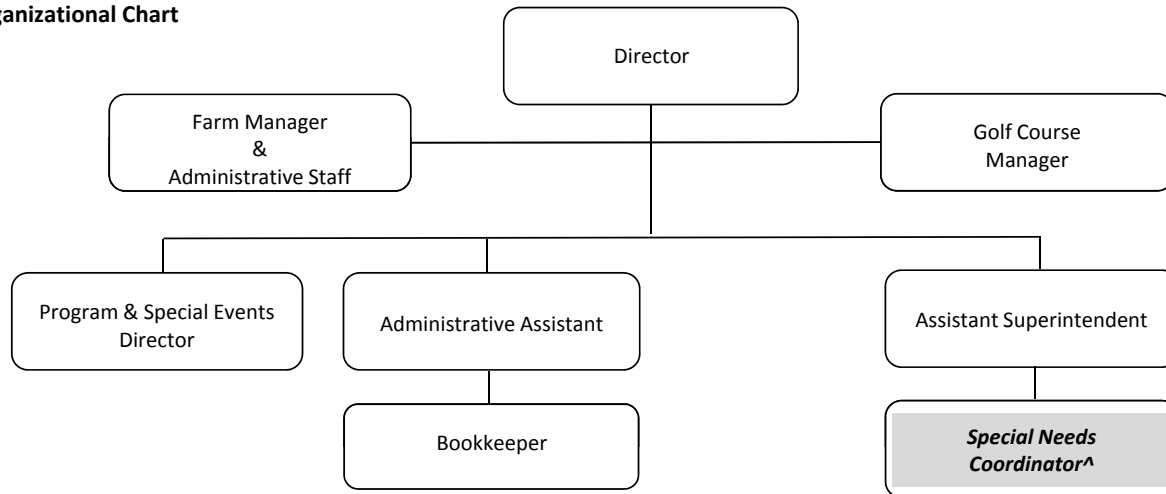 ganizational Chart
Director
Farm Manager
&
Administrative Staff
Golf Course
Manager
Program & Special Events
Director
Administrative Assistant
Assistant Superintendent
Bookkeeper
Special Needs
Coordinator^